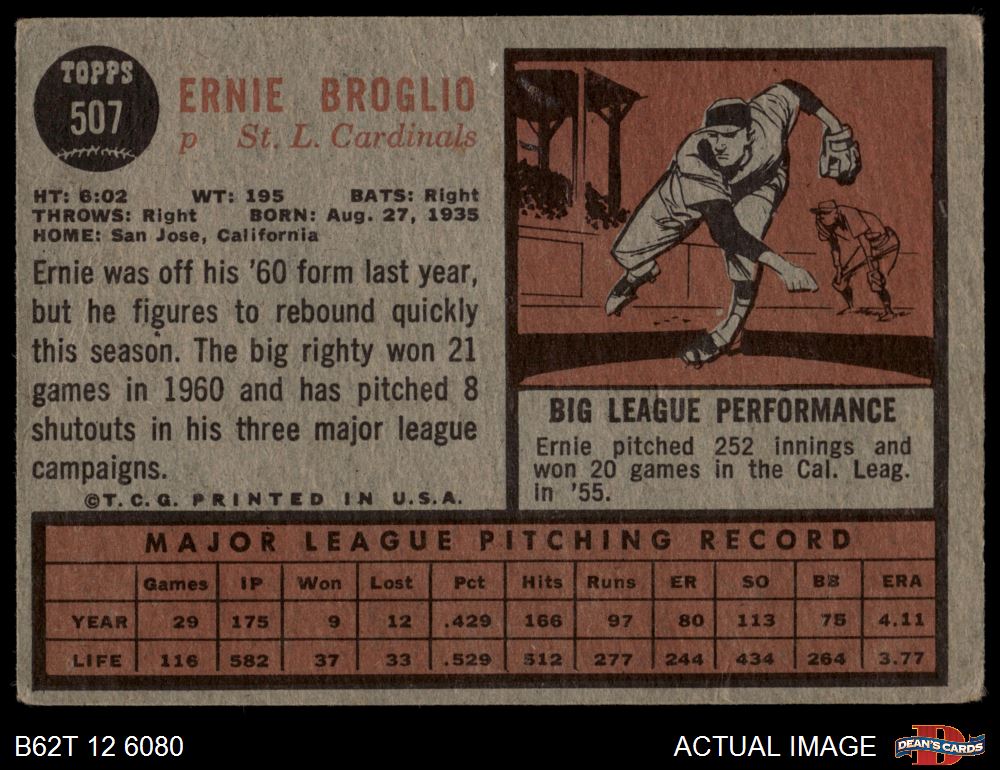 TOPPS
507
ERNIE BROGLIO
p St. L. Cardinals
HT: 6:02 WT: 195 BATS: Right
THROWS: Right BORN: Aug. 27, 1935
HOME: San Jose, California
Ernie was off his '60 form last year,
but he figures to rebound quickly
this season. The big righty won 21
games in 1960 and has pitched 8
shutouts in his three major league
campaigns.
©T.C.G. PRINTED IN U.S.A.
BIG LEAGUE PERFORMANCE
Ernie pitched 252 innings and
won 20 games in the Cal. Leag.
in '55.
MAJOR LEAGUE PITCHING RECORD
Games IP Won Lost Pct Hits Runs ER SO BB ERA
YEAR 29 175 9 12 .429 166 97 80 113 75 4.11
LIFE 116 582 37 33 .529 512 277 244 434 264 3.77
B62T 12 6080
ACTUAL IMAGE
D
DEAN'S CARDS